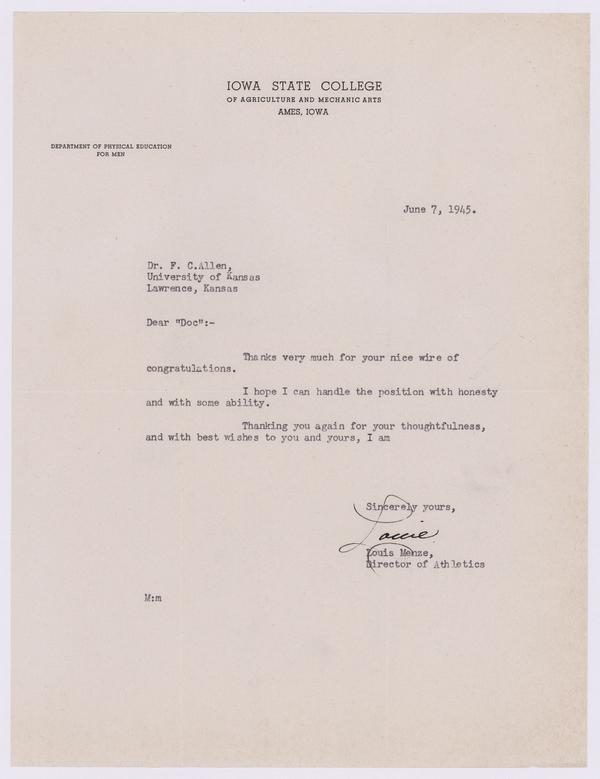 IOWA STATE COLLEGE
OF AGRICULTURE AND MECHANIC ARTS
AMES, IOWA
DEPARTMENT OF PHYSICAL EDUCATION
FOR MEN
June 7, 1945.
Dr. F. C.Allen,
University of Kansas
Lawrence, Kansas
Dear "Doc":-
Thanks very much for your nice wire of
congratulations.
I hope I can handle the position with honesty
and with some ability.
Thanking you again for your thoughtfulness,
and with best wishes to you and yours, I am
Sincerely yours,
Louie
Louis Menze,
Director of Athletics
M:m